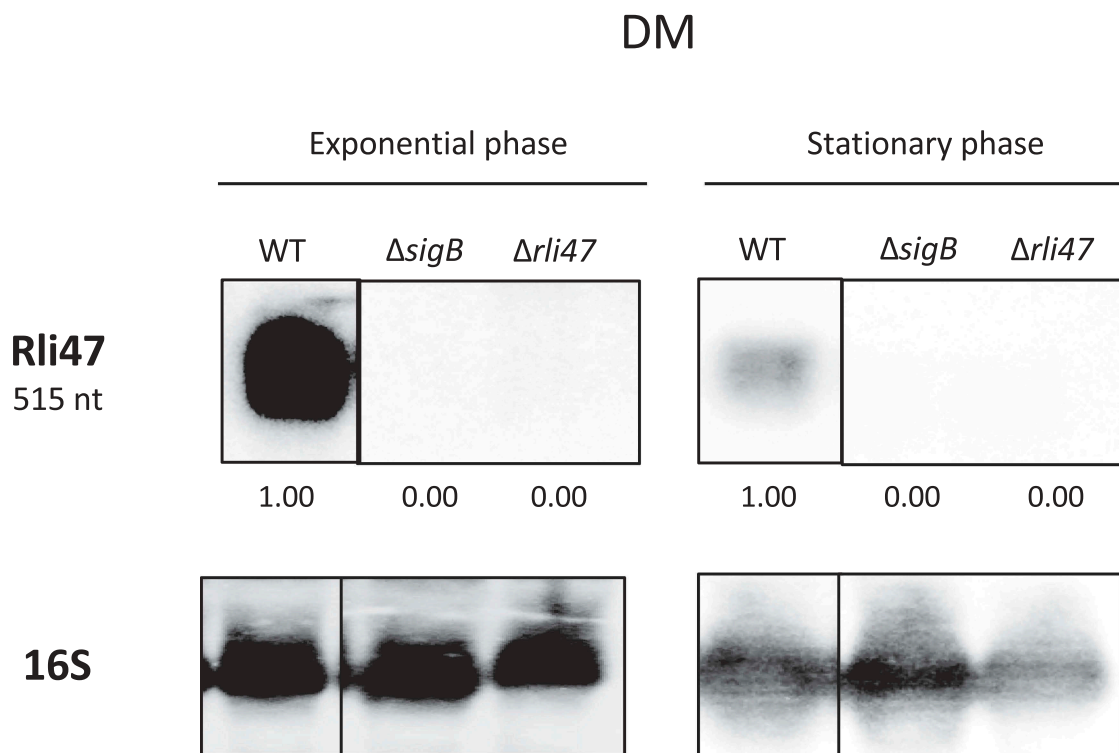 DM
Exponential phase Stationary phase
WT ΔsigB Δrli47 WT ΔsigB Δrli47
Rli47
515 nt
1.00 0.00 0.00 1.00 0.00 0.00
16S